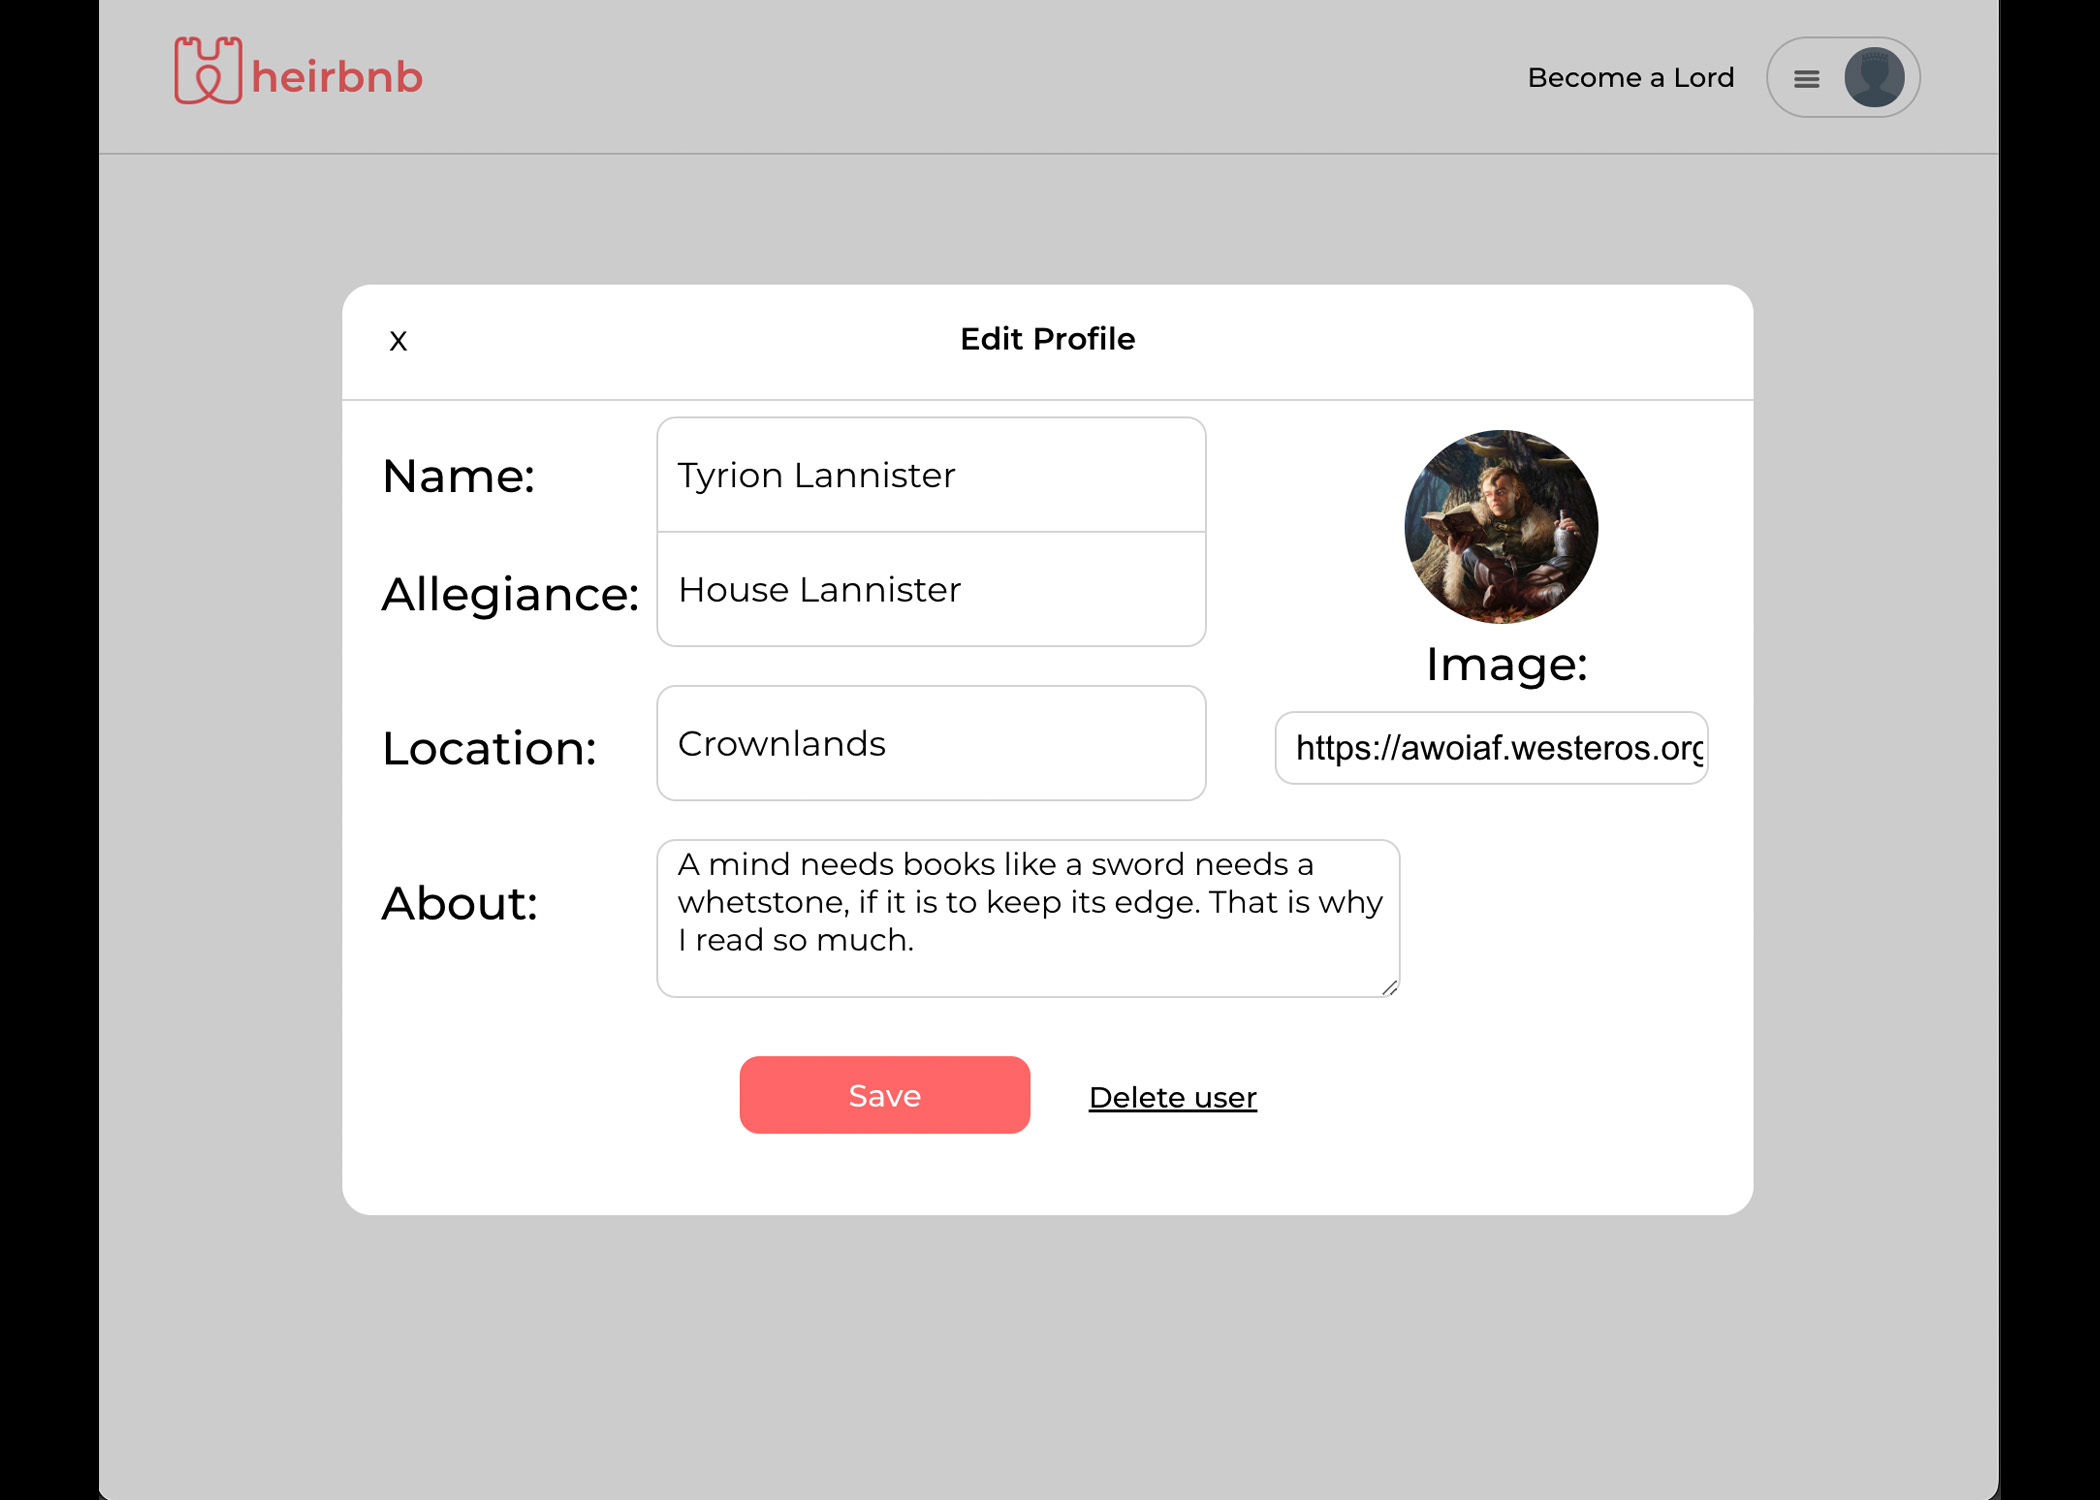 heirbnb
Become a Lord
x
Edit Profile
Name:
Tyrion Lannister
Allegiance:
House Lannister
Image:
Location:
Crownlands
https://awoiaf.westeros.org
About:
A mind needs books like a sword needs a
whetstone, if it is to keep its edge. That is why
I read so much.
Save
Delete user